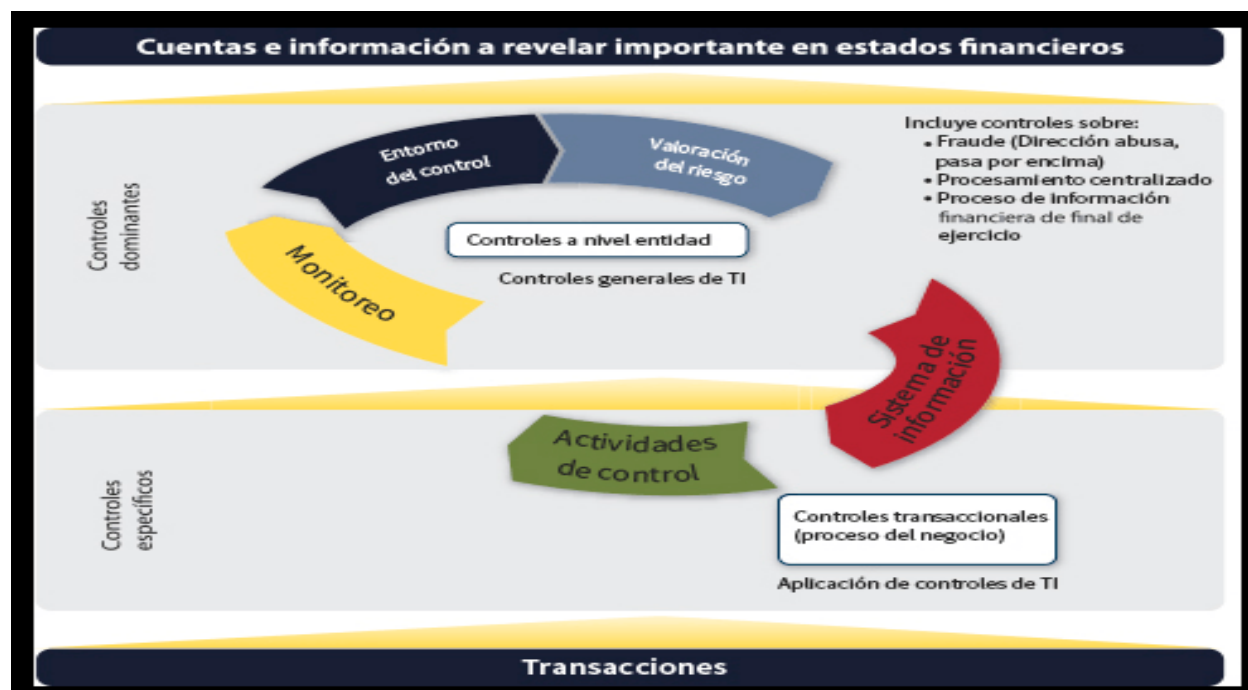 Cuentas e información a revelar importante en estados financieros
Controles
dominantes
Entorno
del control
Valoración
del riesgo
Incluye controles sobre:
• Fraude (Dirección abusa,
pasa por encima)
• Procesamiento centralizado
• Proceso de información
financiera de final de
ejercicio
Monitoreo
Controles a nivel entidad
Controles generales de TI
Sistema de
información
Controles
específicos
Actividades
de control
Controles transaccionales
(proceso del negocio)
Aplicación de controles de TI
Transacciones